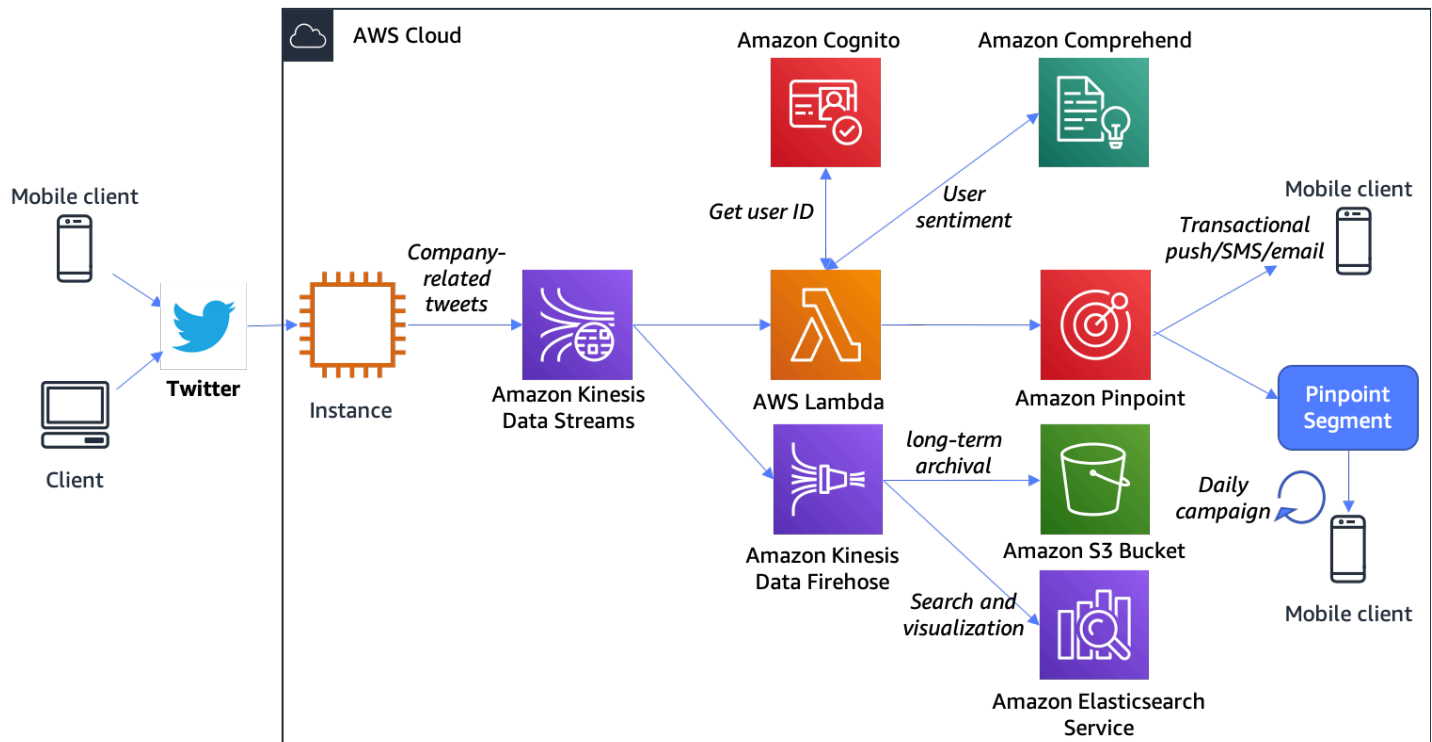 AWS Cloud
Amazon Cognito
Amazon Comprehend
Mobile client
Get user ID
User
sentiment
Mobile client
Transactional
push/SMS/email
Company-
related
tweets
Twitter
Instance
Amazon Kinesis
Data Streams
AWS Lambda
Amazon Pinpoint
Pinpoint
Segment
Client
long-term
archival
Daily
campaign
Amazon Kinesis
Data Firehose
Amazon S3 Bucket
Search and
visualization
Mobile client
Amazon Elasticsearch
Service